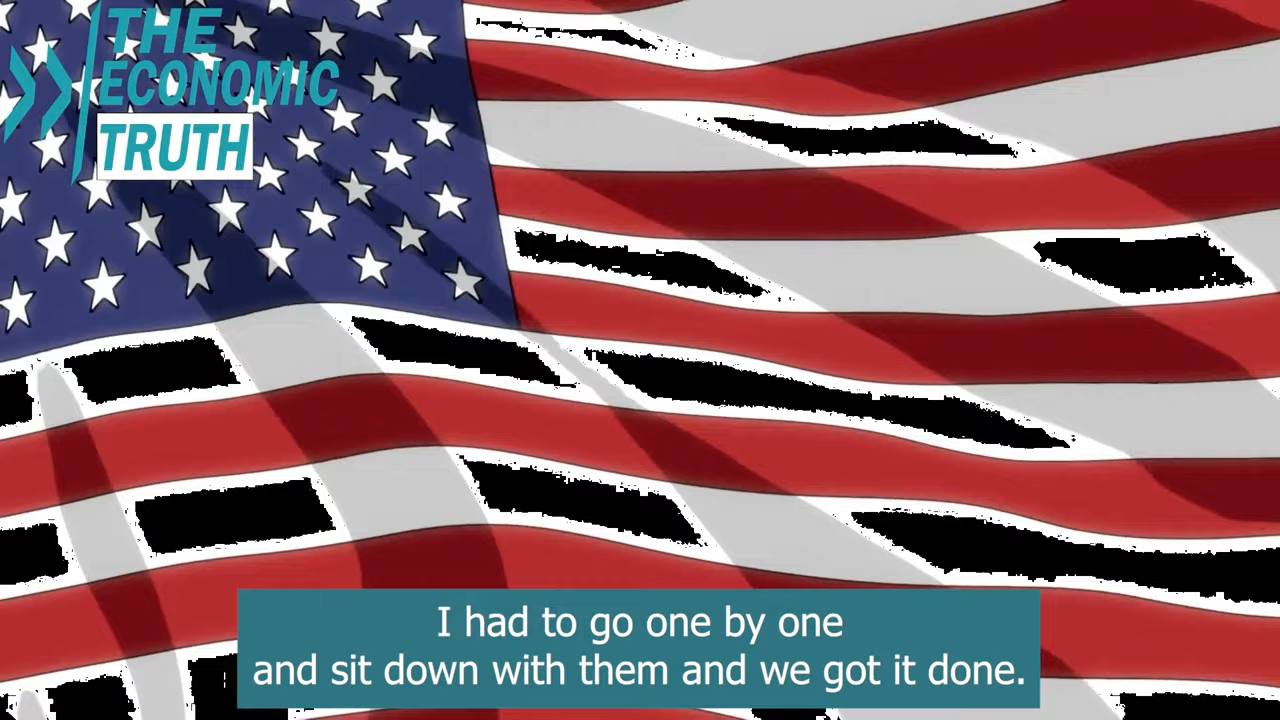 THE
ECONOMIC
TRUTH
I had to go one by one
and sit down with them and we got it done.